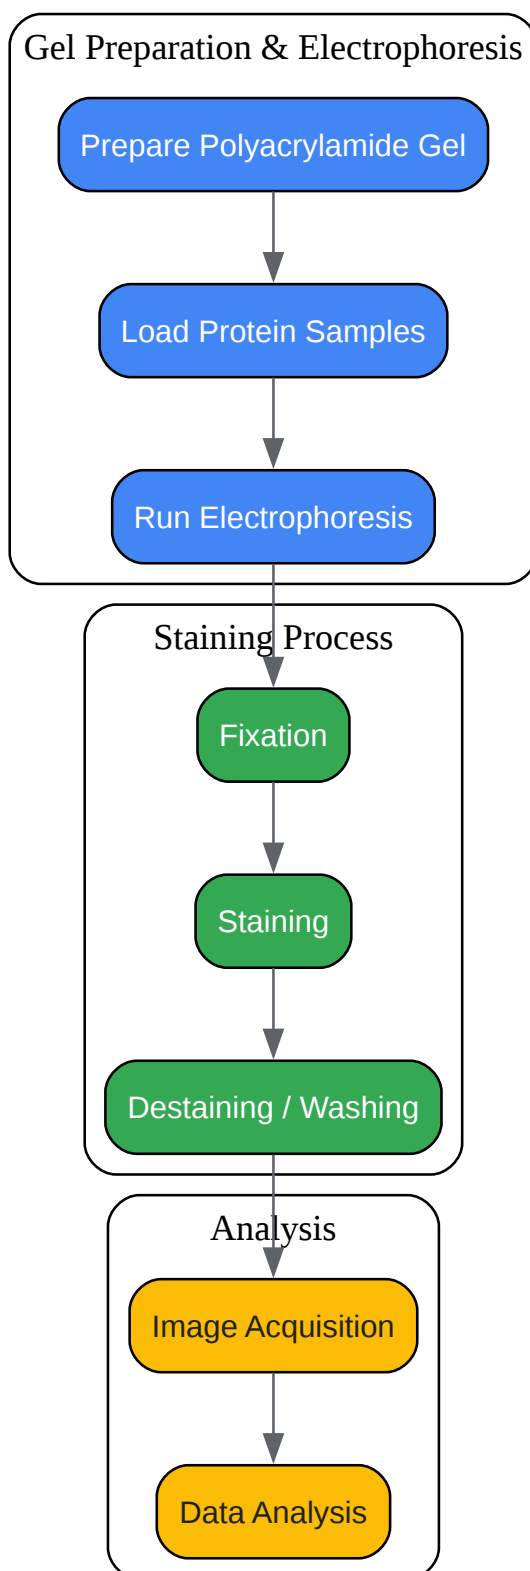 Gel Preparation & Electrophoresis
Prepare Polyacrylamide Gel
Load Protein Samples
Run Electrophoresis
Staining Process
Fixation
Staining
Destaining / Washing
Analysis
Image Acquisition
Data Analysis